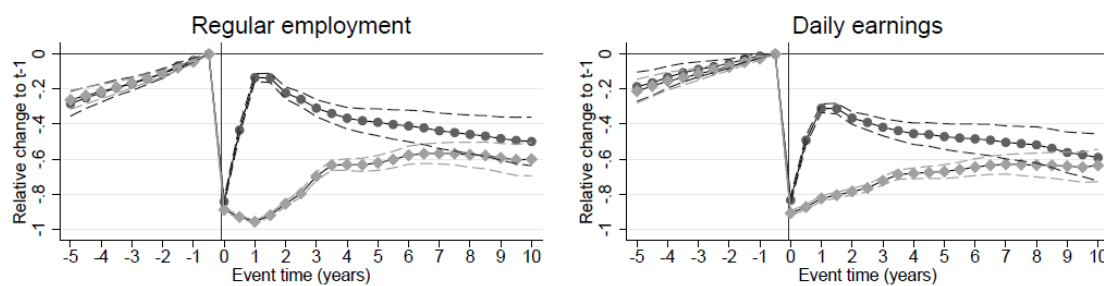 Regular employment
Relative change to t-1
0
-.2
-.4
-.6
-.8
-1
-5 -4 -3 -2 -1 0 1 2 3 4 5 6 7 8 9 10
Event time (years)
Daily earnings
Relative change to t-1
0
-.2
-.4
-.6
-.8
-1
-5 -4 -3 -2 -1 0 1 2 3 4 5 6 7 8 9 10
Event time (years)